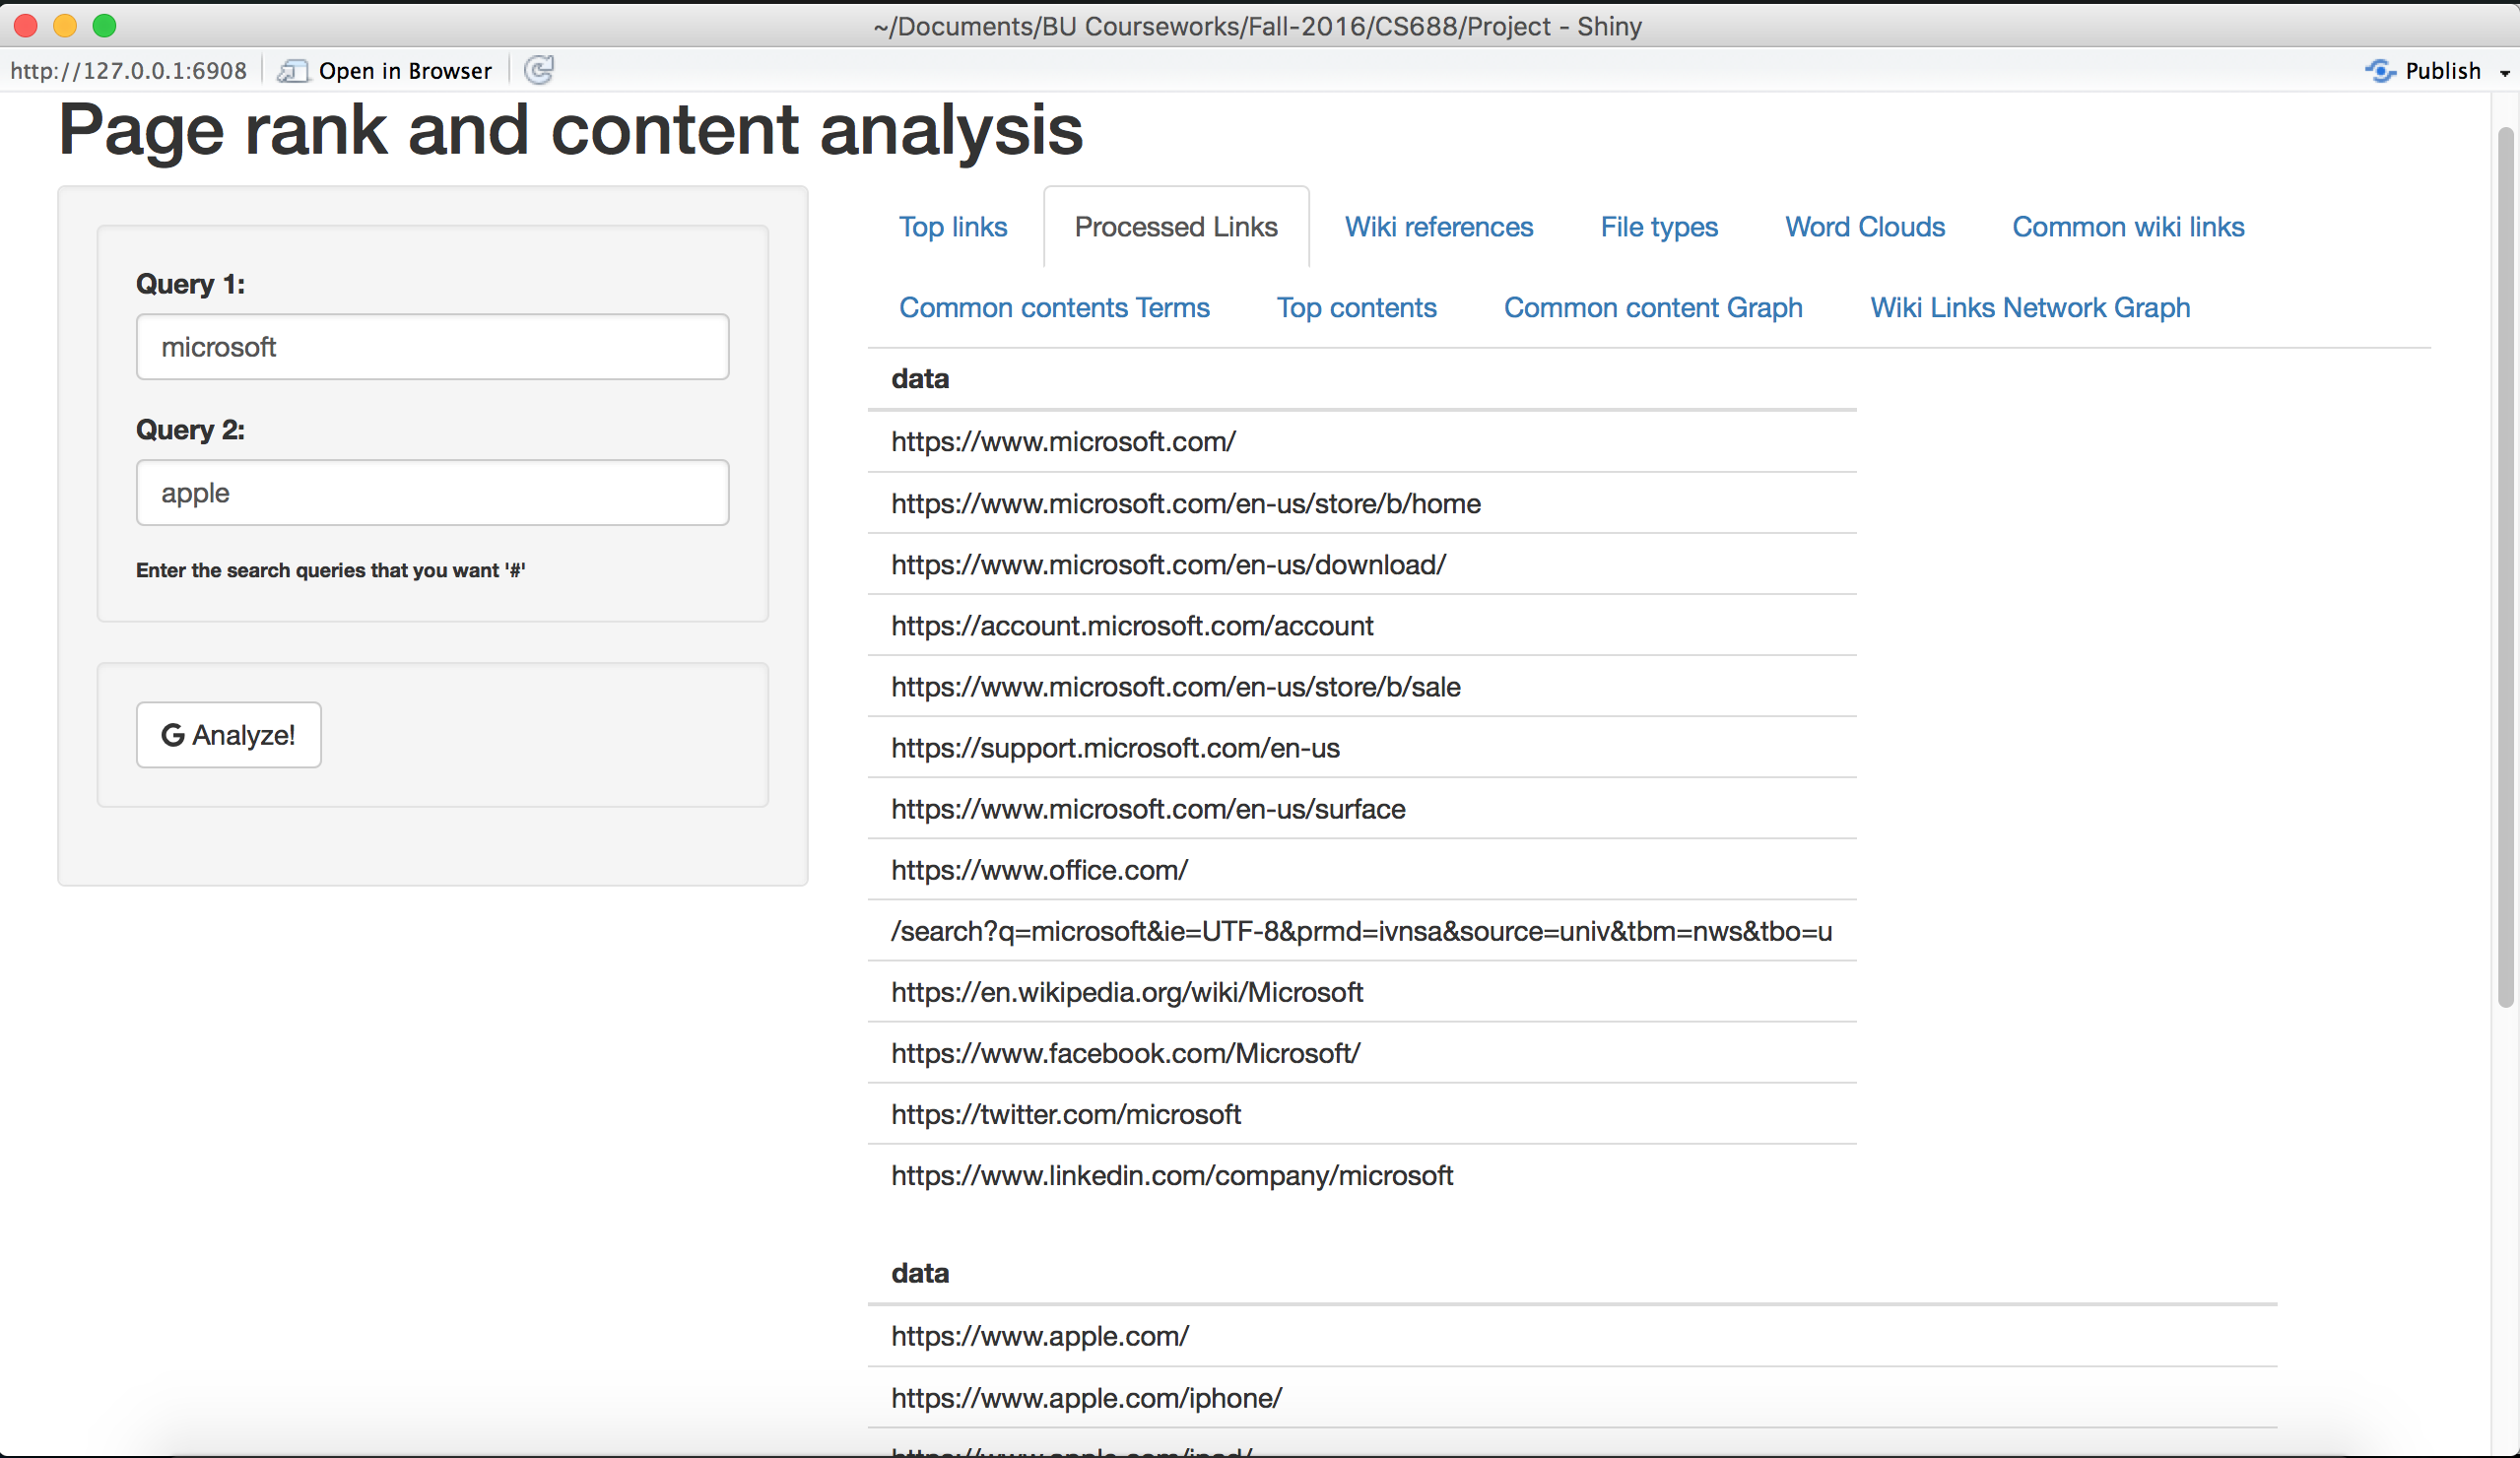 ~/Documents/BU Courseworks/Fall-2016/CS688/Project - Shiny
http://127.0.0.1:6908 Open in Browser Publish
Page rank and content analysis
Query 1:
microsoft
Query 2:
apple
Enter the search queries that you want '#'
G Analyze!
Top links Processed Links Wiki references File types Word Clouds Common wiki links
Common contents Terms Top contents Common content Graph Wiki Links Network Graph
data
https://www.microsoft.com/
https://www.microsoft.com/en-us/store/b/home
https://www.microsoft.com/en-us/download/
https://account.microsoft.com/account
https://www.microsoft.com/en-us/store/b/sale
https://support.microsoft.com/en-us
https://www.microsoft.com/en-us/surface
https://www.office.com/
/search?q=microsoft&ie=UTF-8&prmd=ivnsa&source=univ&tbm=nws&tbo=u
https://en.wikipedia.org/wiki/Microsoft
https://www.facebook.com/Microsoft/
https://twitter.com/microsoft
https://www.linkedin.com/company/microsoft
data
https://www.apple.com/
https://www.apple.com/iphone/
https://www.apple.com/ipad/